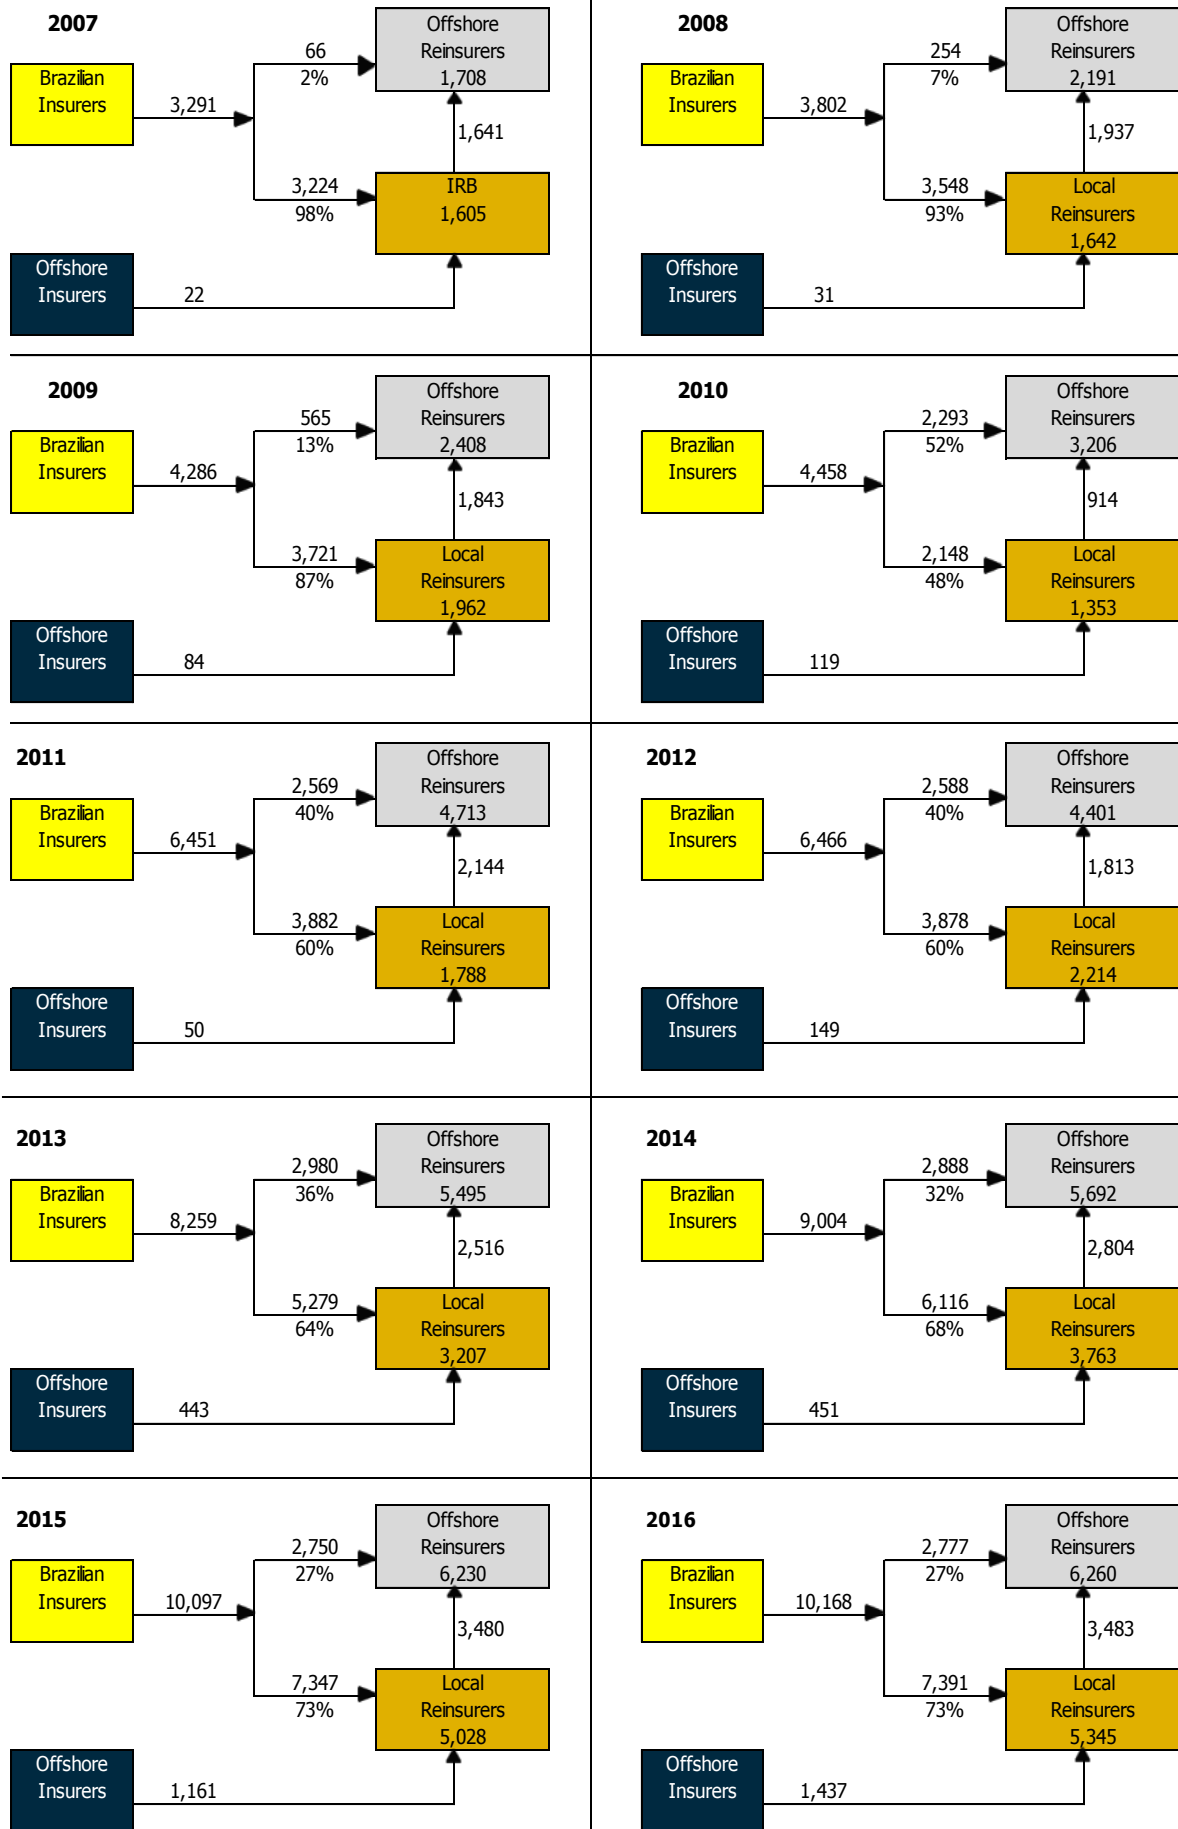 2007
Offshore
Reinsurers
1,708
66
2%
Brazilian
Insurers
3,291
1,641
3,224
98%
IRB
1,605
Offshore
Insurers
22
2008
Offshore
Reinsurers
2,191
254
7%
Brazilian
Insurers
3,802
1,937
3,548
93%
Local
Reinsurers
1,642
Offshore
Insurers
31
2009
Offshore
Reinsurers
2,408
565
13%
Brazilian
Insurers
4,286
1,843
3,721
87%
Local
Reinsurers
1,962
Offshore
Insurers
84
2010
Offshore
Reinsurers
3,206
2,293
52%
Brazilian
Insurers
4,458
914
2,148
48%
Local
Reinsurers
1,353
Offshore
Insurers
119
2011
Offshore
Reinsurers
4,713
2,569
40%
Brazilian
Insurers
6,451
2,144
3,882
60%
Local
Reinsurers
1,788
Offshore
Insurers
50
2012
Offshore
Reinsurers
4,401
2,588
40%
Brazilian
Insurers
6,466
1,813
3,878
60%
Local
Reinsurers
2,214
Offshore
Insurers
149
2013
Offshore
Reinsurers
5,495
2,980
36%
Brazilian
Insurers
8,259
2,516
5,279
64%
Local
Reinsurers
3,207
Offshore
Insurers
443
2014
Offshore
Reinsurers
5,692
2,888
32%
Brazilian
Insurers
9,004
2,804
6,116
68%
Local
Reinsurers
3,763
Offshore
Insurers
451
2015
Offshore
Reinsurers
6,230
2,750
27%
Brazilian
Insurers
10,097
3,480
7,347
73%
Local
Reinsurers
5,028
Offshore
Insurers
1,161
2016
Offshore
Reinsurers
6,260
2,777
27%
Brazilian
Insurers
10,168
3,483
7,391
73%
Local
Reinsurers
5,345
Offshore
Insurers
1,437